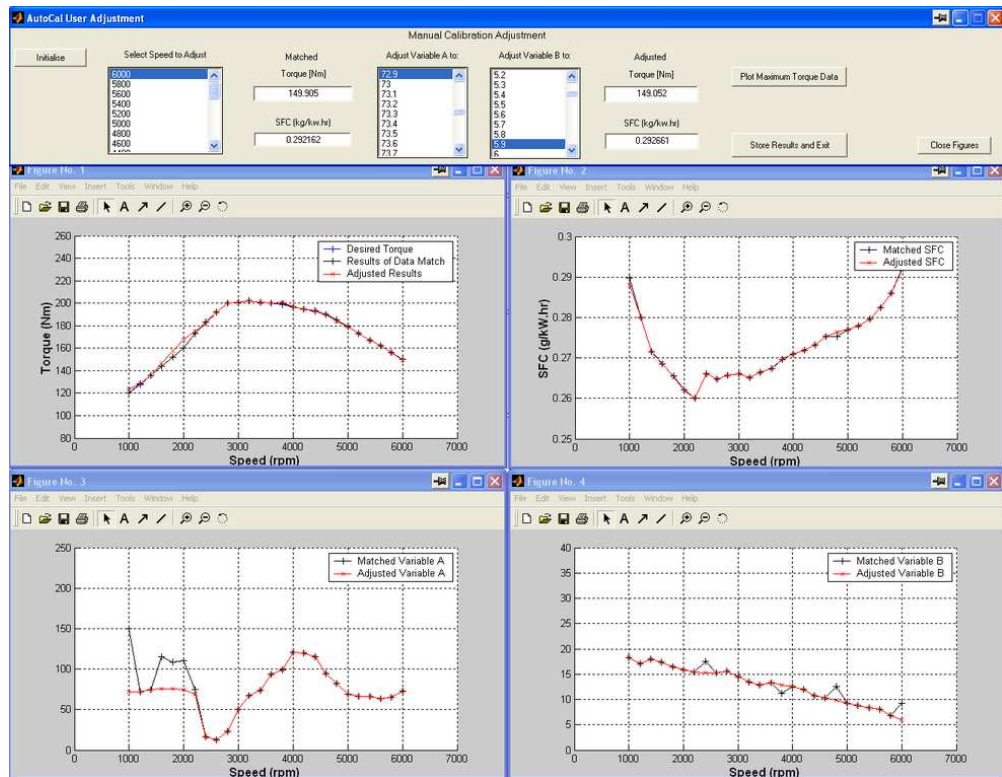 AutoCal User Adjustment
Manual Calibration Adjustment
Initialise
Select Speed to Adjust
6000
5800
5600
5400
5200
5000
4800
4600
4400
Matched
Torque [Nm]
149.905
SFC (kg/kw.hr)
0.292162
Adjust Variable A to:
72.9
73
73.1
73.2
73.3
73.4
73.5
73.6
73.7
Adjust Variable B to:
5.2
5.3
5.4
5.5
5.6
5.7
5.8
5.9
6
Adjusted
Torque [Nm]
149.052
SFC (kg/kw.hr)
0.292661
Plot Maximum Torque Data
Store Results and Exit
Close Figures
Figure No. 1
File Edit View Insert Tools Window Help
A
260
240
220
200
180
160
140
120
100
80
Torque (Nm)
Desired Torque
Results of Data Match
Adjusted Results
0 1000 2000 3000 4000 5000 6000 7000
Speed (rpm)
Figure No. 2
File Edit View Insert Tools Window Help
A
0.3
0.29
0.28
0.27
0.26
0.25
SFC (g/kW.hr)
Matched SFC
Adjusted SFC
0 1000 2000 3000 4000 5000 6000 7000
Speed (rpm)
Figure No. 3
File Edit View Insert Tools Window Help
A
250
200
150
100
50
0
Matched Variable A
Adjusted Variable A
0 1000 2000 3000 4000 5000 6000 7000
Speed (rpm)
Figure No. 4
File Edit View Insert Tools Window Help
A
40
35
30
25
20
15
10
5
0
Matched Variable B
Adjusted Variable B
0 1000 2000 3000 4000 5000 6000 7000
Speed (rpm)